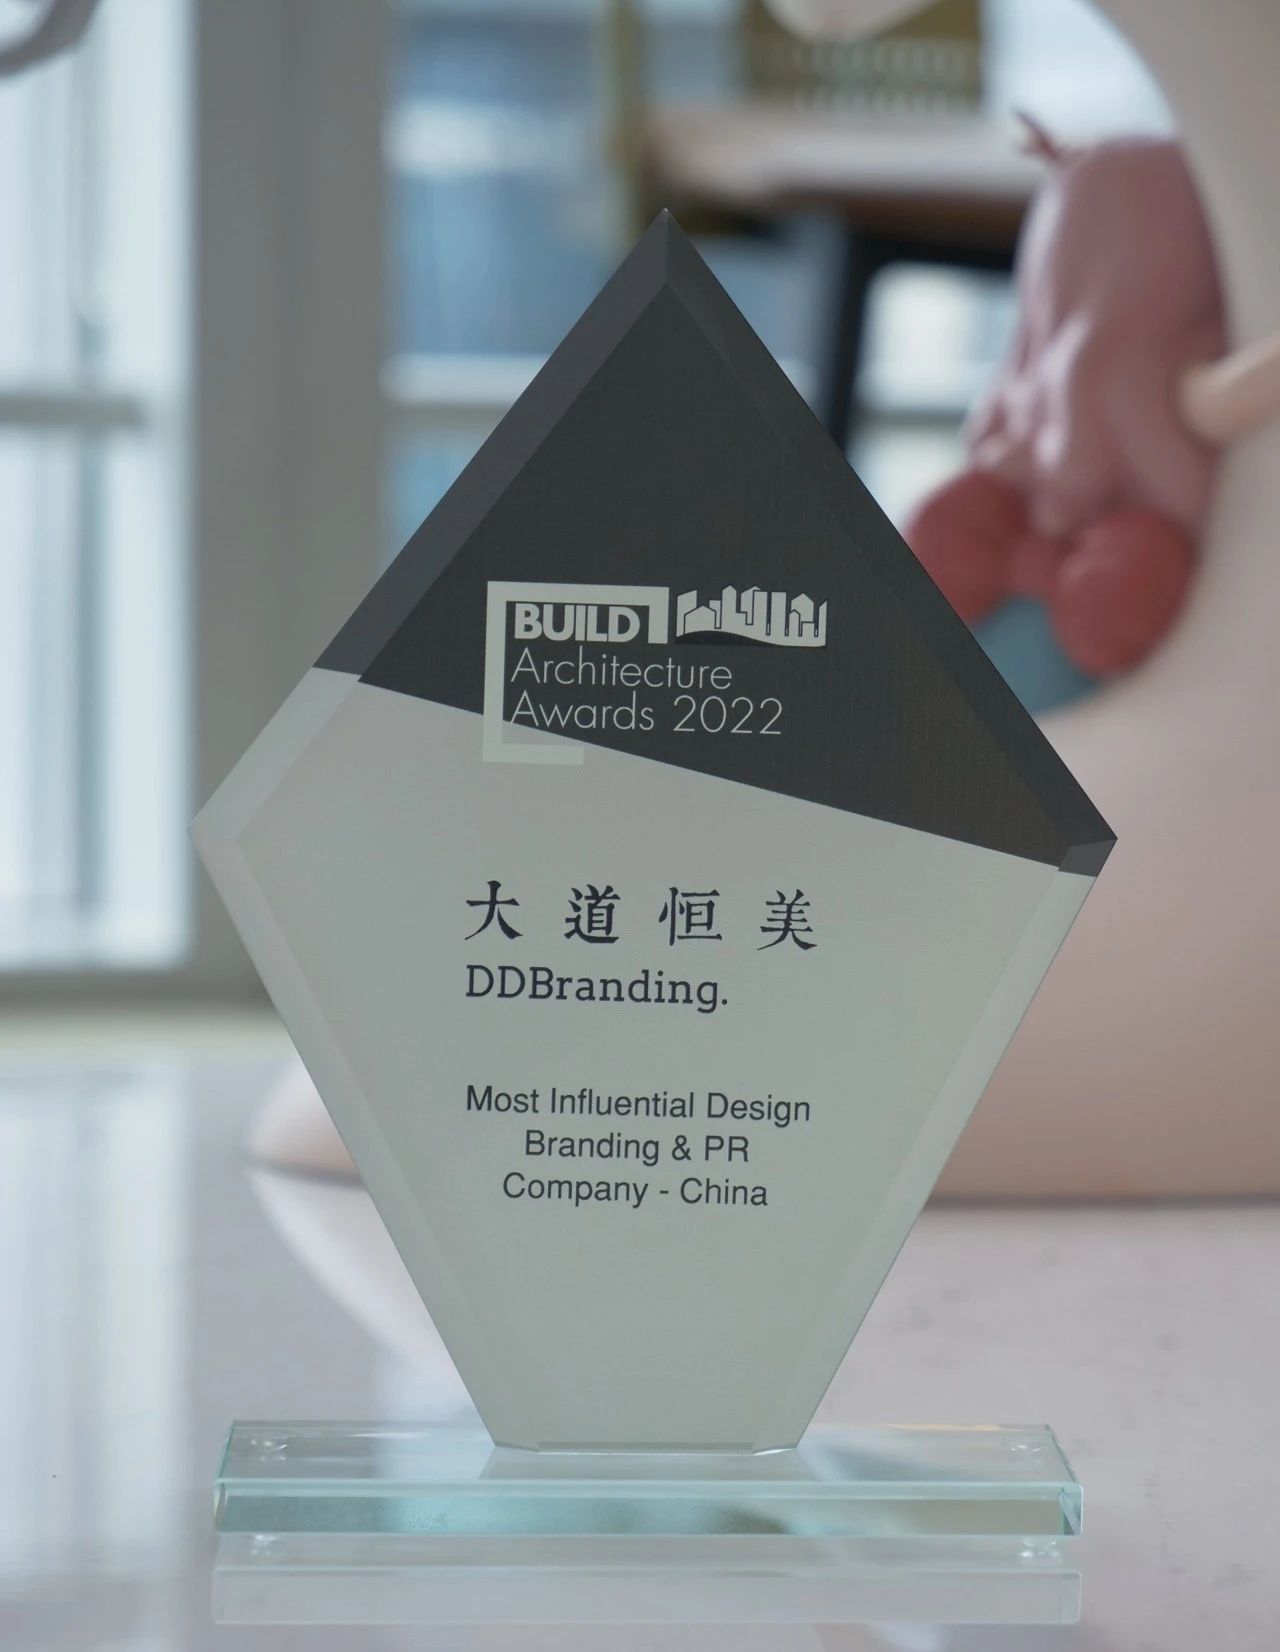 BUILD
Architecture
Awards 2022
大道恒美
DDBranding.
Most Influential Design
Branding & PR
Company - China